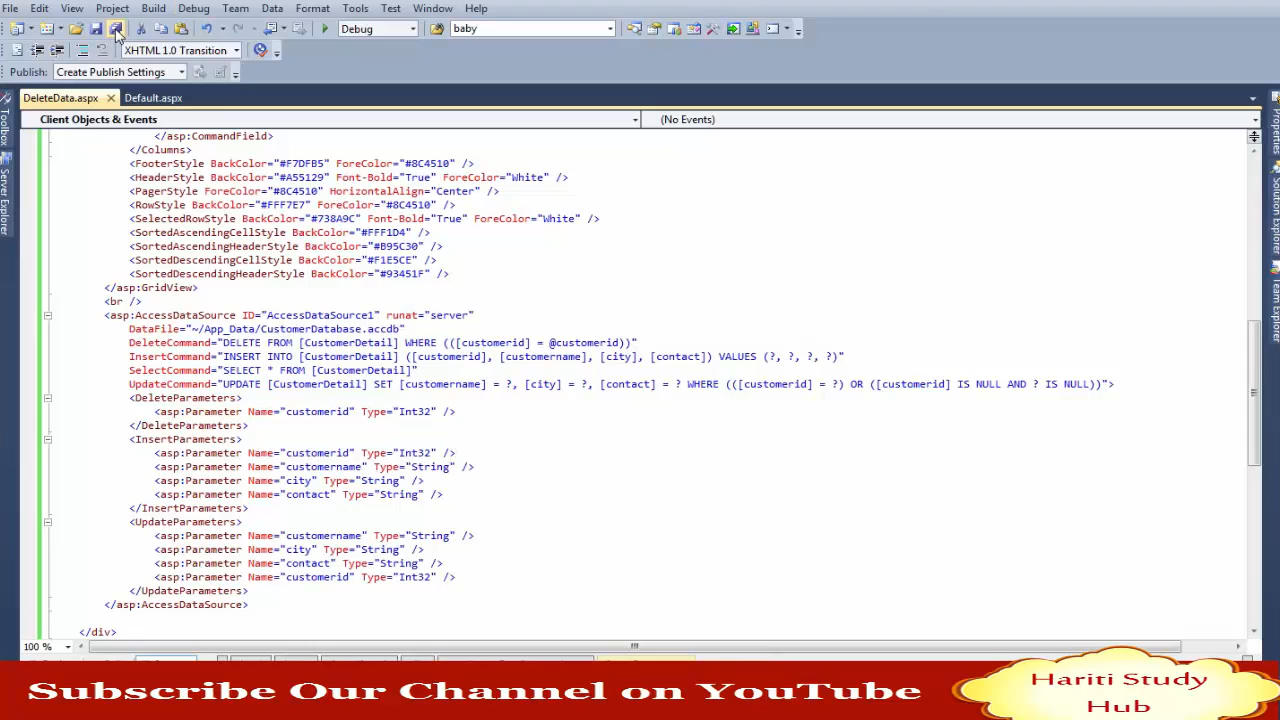 File Edit View Project Build Debug Team Data Format Tools Test Window Help
Debug baby
XHTML 1.0 Transition
Publish: Create Publish Settings
DeleteData.aspx Default.aspx
Client Objects & Events (No Events)
</asp:CommandField>
</Columns>
<FooterStyle BackColor="#F7DFB5" ForeColor="#8C4510" />
<HeaderStyle BackColor="#A55129" Font-Bold="True" ForeColor="White" />
<PagerStyle ForeColor="#8C4510" HorizontalAlign="Center" />
<RowStyle BackColor="#FFF7E7" ForeColor="#8C4510" />
<SelectedRowStyle BackColor="#738A9C" Font-Bold="True" ForeColor="White" />
<SortedAscendingCellStyle BackColor="#FFF1D4" />
<SortedAscendingHeaderStyle BackColor="#B95C30" />
<SortedDescendingCellStyle BackColor="#F1E5CE" />
<SortedDescendingHeaderStyle BackColor="#93451F" />
</asp:GridView>
<br />
<asp:AccessDataSource ID="AccessDataSource1" runat="server"
DataFile="~/App_Data/CustomerDatabase.accdb"
DeleteCommand="DELETE FROM [CustomerDetail] WHERE (([customerid] = @customerid))"
InsertCommand="INSERT INTO [CustomerDetail] ([customerid], [customername], [city], [contact]) VALUES (?, ?, ?, ?)"
SelectCommand="SELECT * FROM [CustomerDetail]"
UpdateCommand="UPDATE [CustomerDetail] SET [customername] = ?, [city] = ?, [contact] = ? WHERE (([customerid] = ?) OR ([customerid] IS NULL AND ? IS NULL))">
<DeleteParameters>
<asp:Parameter Name="customerid" Type="Int32" />
</DeleteParameters>
<InsertParameters>
<asp:Parameter Name="customerid" Type="Int32" />
<asp:Parameter Name="customername" Type="String" />
<asp:Parameter Name="city" Type="String" />
<asp:Parameter Name="contact" Type="String" />
</InsertParameters>
<UpdateParameters>
<asp:Parameter Name="customername" Type="String" />
<asp:Parameter Name="city" Type="String" />
<asp:Parameter Name="contact" Type="String" />
<asp:Parameter Name="customerid" Type="Int32" />
</UpdateParameters>
</asp:AccessDataSource>
</div>
100 %
Toolbox
Server Explorer
Properties
Solution Explorer
Team Explorer
Subscribe Our Channel on YouTube
Hariti Study
Hub